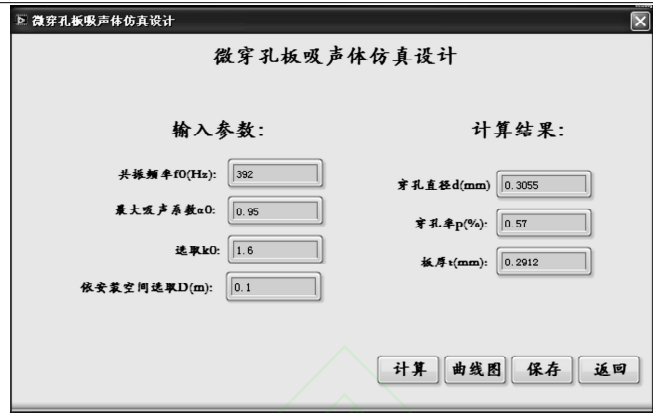 微穿孔板吸声体仿真设计
微穿孔板吸声体仿真设计
输入参数:
共振频率f0(Hz): 392
最大吸声系数α0: 0.95
选取k0: 1.6
依安装空间选取D(m): 0.1
计算结果:
穿孔直径d(mm) 0.3055
穿孔率p(%): 0.57
板厚t(mm): 0.2912
计算 曲线图 保存 返回